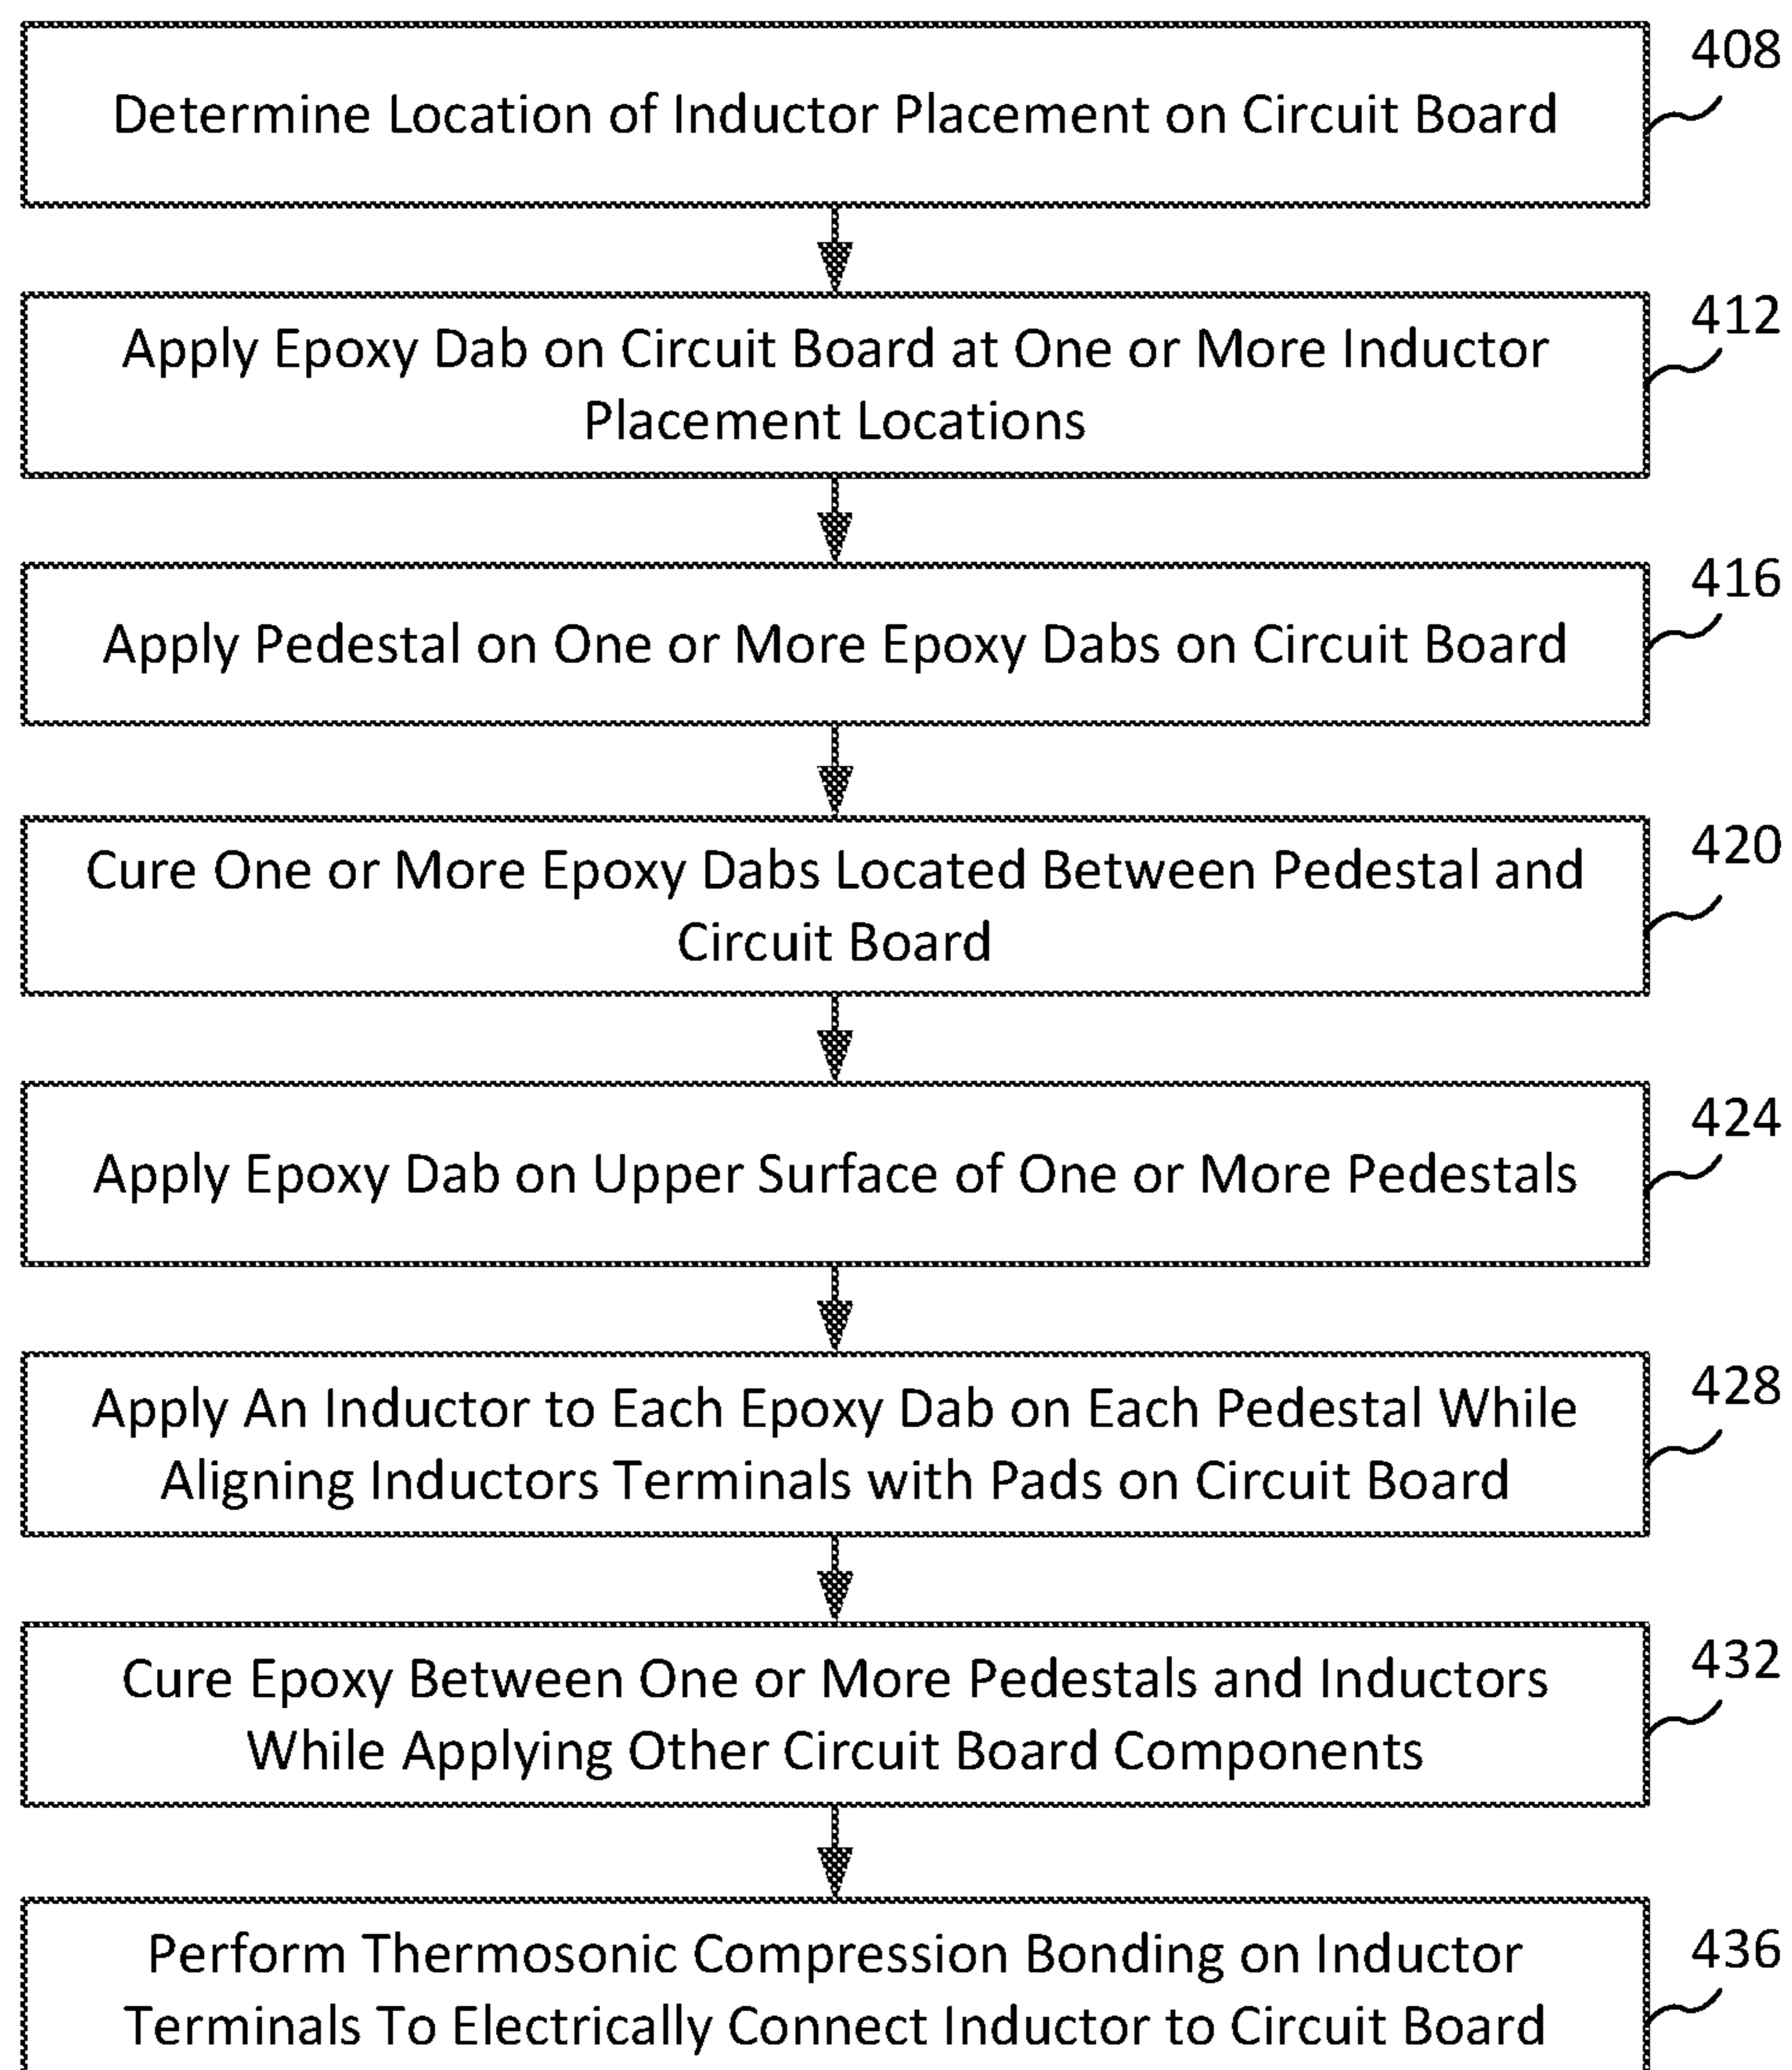 408
Determine Location of Inductor Placement on Circuit Board
412
Apply Epoxy Dab on Circuit Board at One or More Inductor
Placement Locations
416
Apply Pedestal on One or More Epoxy Dabs on Circuit Board
420
Cure One or More Epoxy Dabs Located Between Pedestal and
Circuit Board
424
Apply Epoxy Dab on Upper Surface of One or More Pedestals
428
Apply An Inductor to Each Epoxy Dab on Each Pedestal While
Aligning Inductors Terminals with Pads on Circuit Board
432
Cure Epoxy Between One or More Pedestals and Inductors
While Applying Other Circuit Board Components
436
Perform Thermosonic Compression Bonding on Inductor
Terminals To Electrically Connect Inductor to Circuit Board